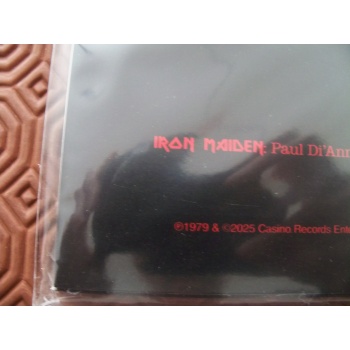 IRON MAIDEN: Paul Di'Ann
℗1979 & ©2025 Casino Records Ente